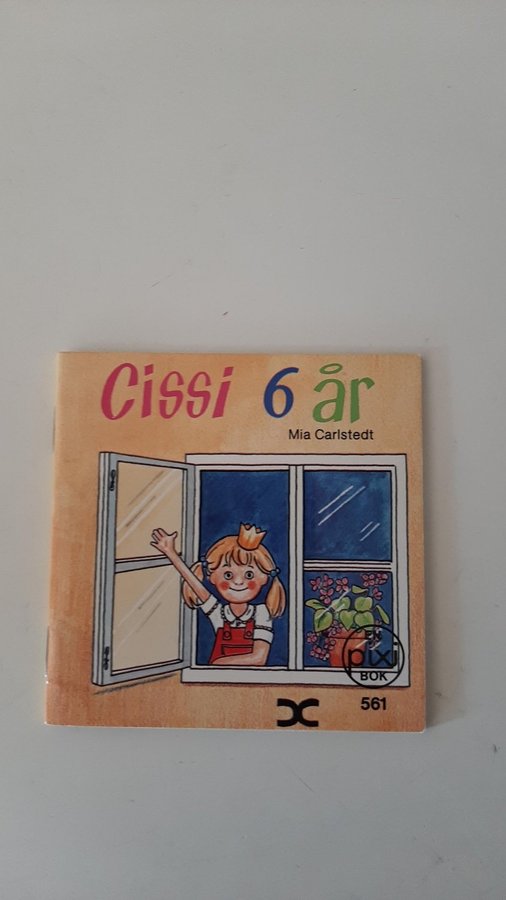 Cissi 6 år
Mia Carlstedt
EN
pixi
BOK
561